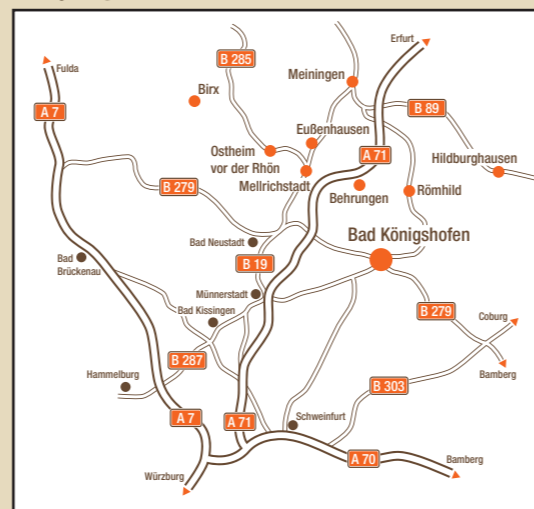 Erfurt
B 285
Fulda
Meiningen
Birx
A 7
B 89
Eußenhausen
Ostheim
vor der Rhön
A 71
Hildburghausen
Mellrichstadt
B 279
Behrungen
Römhild
Bad Neustadt
Bad Königshofen
Bad
Brückenau
B 19
Münnerstadt
Bad Kissingen
B 279
Coburg
B 287
Hammelburg
Bamberg
B 303
A 7
A 71
Schweinfurt
A 70
Würzburg
Bamberg